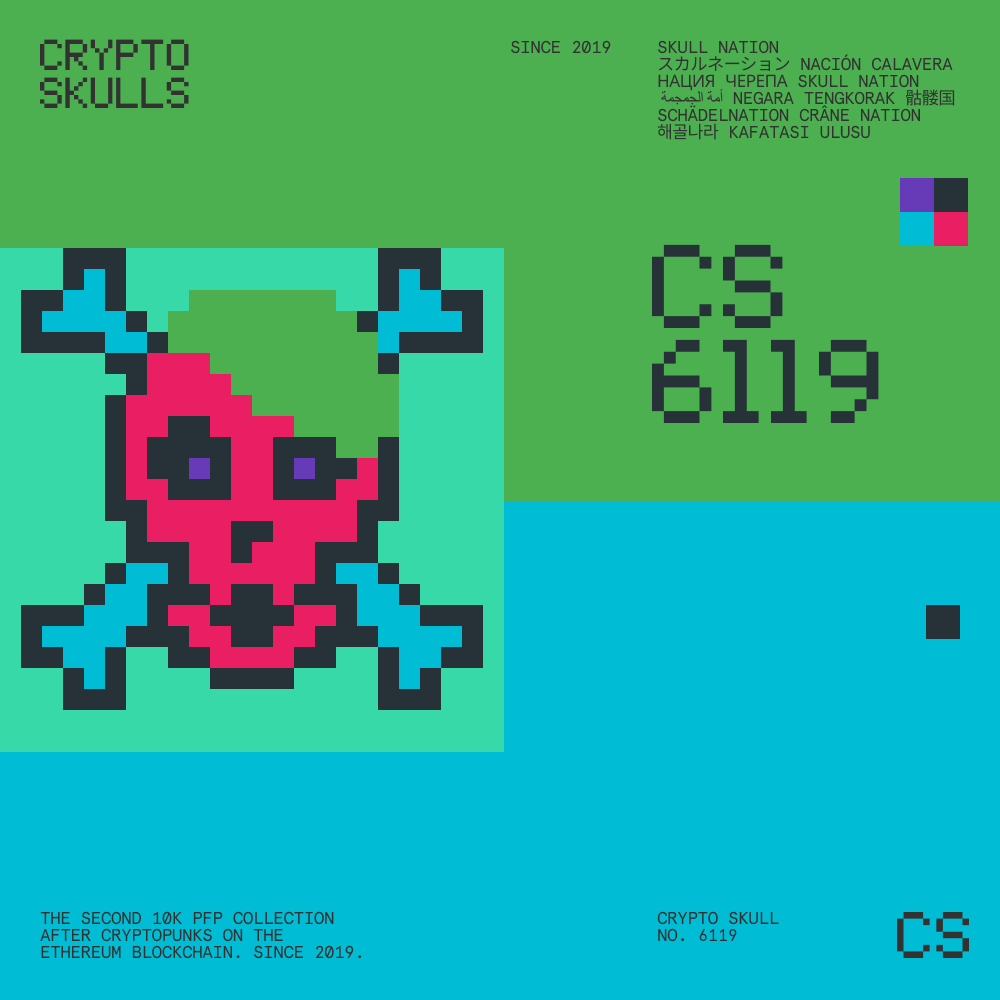 CRYPTO
SKULLS
SINCE 2019
SKULL NATION
スカルネーション NACIÓN CALAVERA
НАЦИЯ ЧЕРЕПА SKULL NATION
أمة الجمجمة NEGARA TENGKORAK 骷髅国
SCHÄDELNATION CRÂNE NATION
해골나라 KAFATASI ULUSU
CS
6119
THE SECOND 10K PFP COLLECTION
AFTER CRYPTOPUNKS ON THE
ETHEREUM BLOCKCHAIN. SINCE 2019.
CRYPTO SKULL
NO. 6119
CS